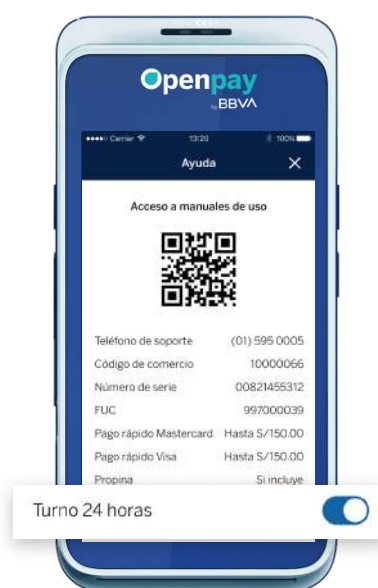 Openpay
by BBVA
Carrier 13:20 100%
Ayuda
Acceso a manuales de uso
Teléfono de soporte (01) 595 0005
Código de comercio 10000066
Número de serie 00821455312
FUC 997000039
Pago rápido Mastercard Hasta S/150.00
Pago rápido Visa Hasta S/150.00
Propina Si incluye
Turno 24 horas